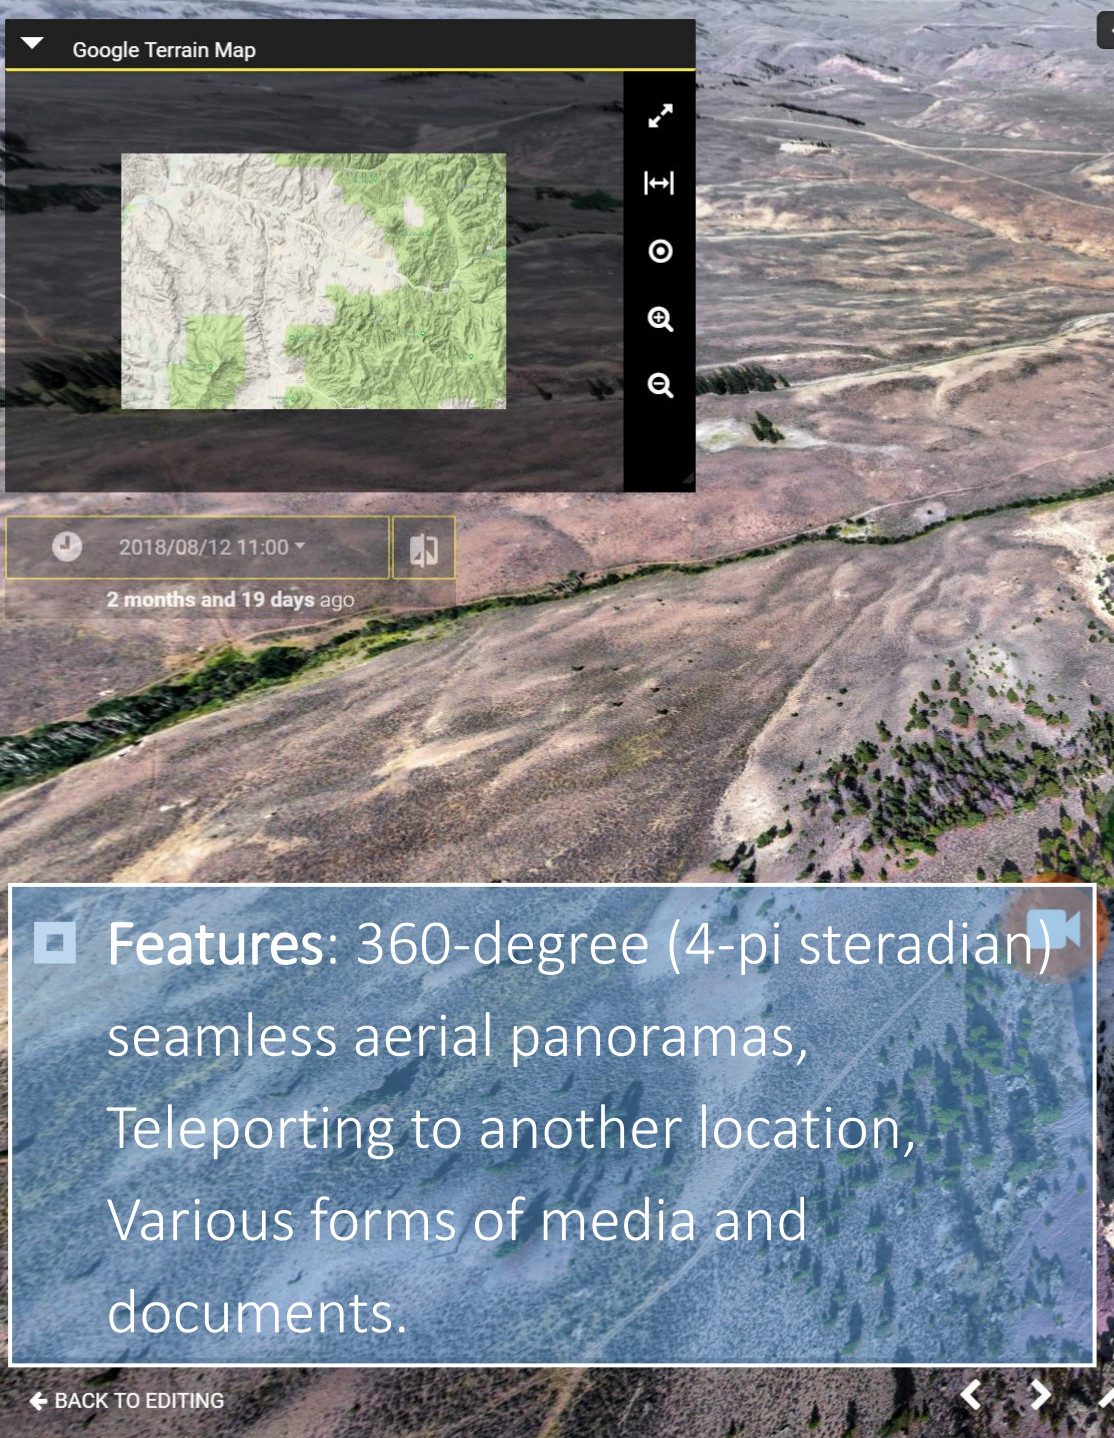 Google Terrain Map
2018/08/12 11:00
2 months and 19 days ago
Features: 360-degree (4-pi steradian)
seamless aerial panoramas,
Teleporting to another location,
Various forms of media and
documents.
BACK TO EDITING